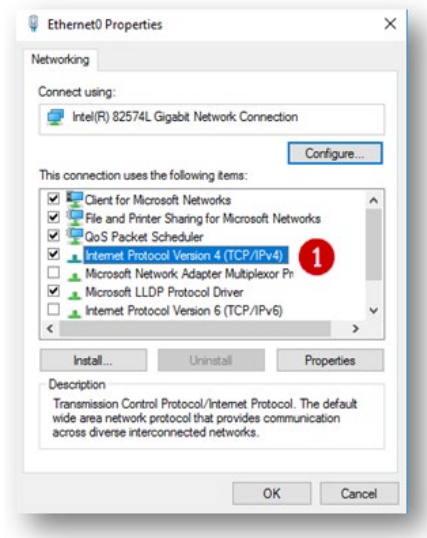 Ethernet0 Properties
Networking
Connect using:
Intel(R) 82574L Gigabit Network Connection
Configure...
This connection uses the following items:
Client for Microsoft Networks
File and Printer Sharing for Microsoft Networks
QoS Packet Scheduler
Internet Protocol Version 4 (TCP/IPv4)
1
Microsoft Network Adapter Multiplexor Pr
Microsoft LLDP Protocol Driver
Internet Protocol Version 6 (TCP/IPv6)
Install... Uninstall Properties
Description
Transmission Control Protocol/Internet Protocol. The default
wide area network protocol that provides communication
across diverse interconnected networks.
OK Cancel